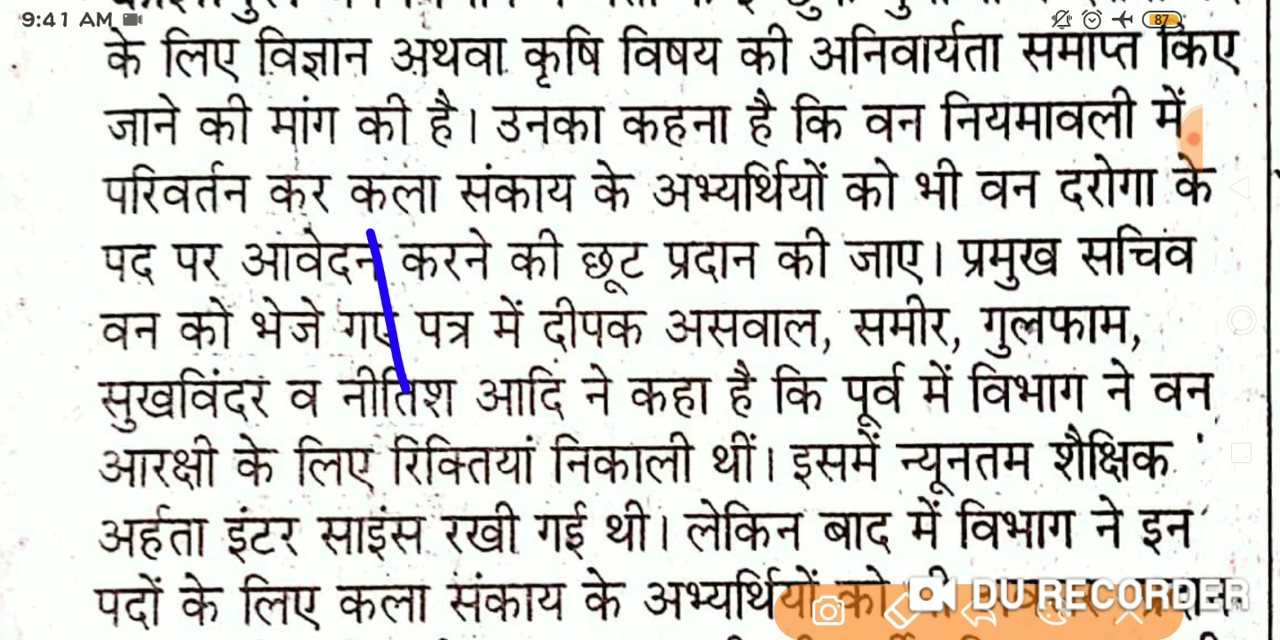 9:41 AM
87
के लिए विज्ञान अथवा कृषि विषय की अनिवार्यता समाप्त किए
जाने की मांग की है। उनका कहना है कि वन नियमावली में
परिवर्तन कर कला संकाय के अभ्यर्थियों को भी वन दरोगा के
पद पर आवेदन करने की छूट प्रदान की जाए। प्रमुख सचिव
वन को भेजे गए पत्र में दीपक असवाल, समीर, गुलफाम,
सुखविंदर व नीतिश आदि ने कहा है कि पूर्व में विभाग ने वन
आरक्षी के लिए रिक्तियां निकाली थीं। इसमें न्यूनतम शैक्षिक
अर्हता इंटर साइंस रखी गई थी। लेकिन बाद में विभाग ने इन
पदों के लिए कला संकाय के अभ्यर्थियों को
DU RECORDER